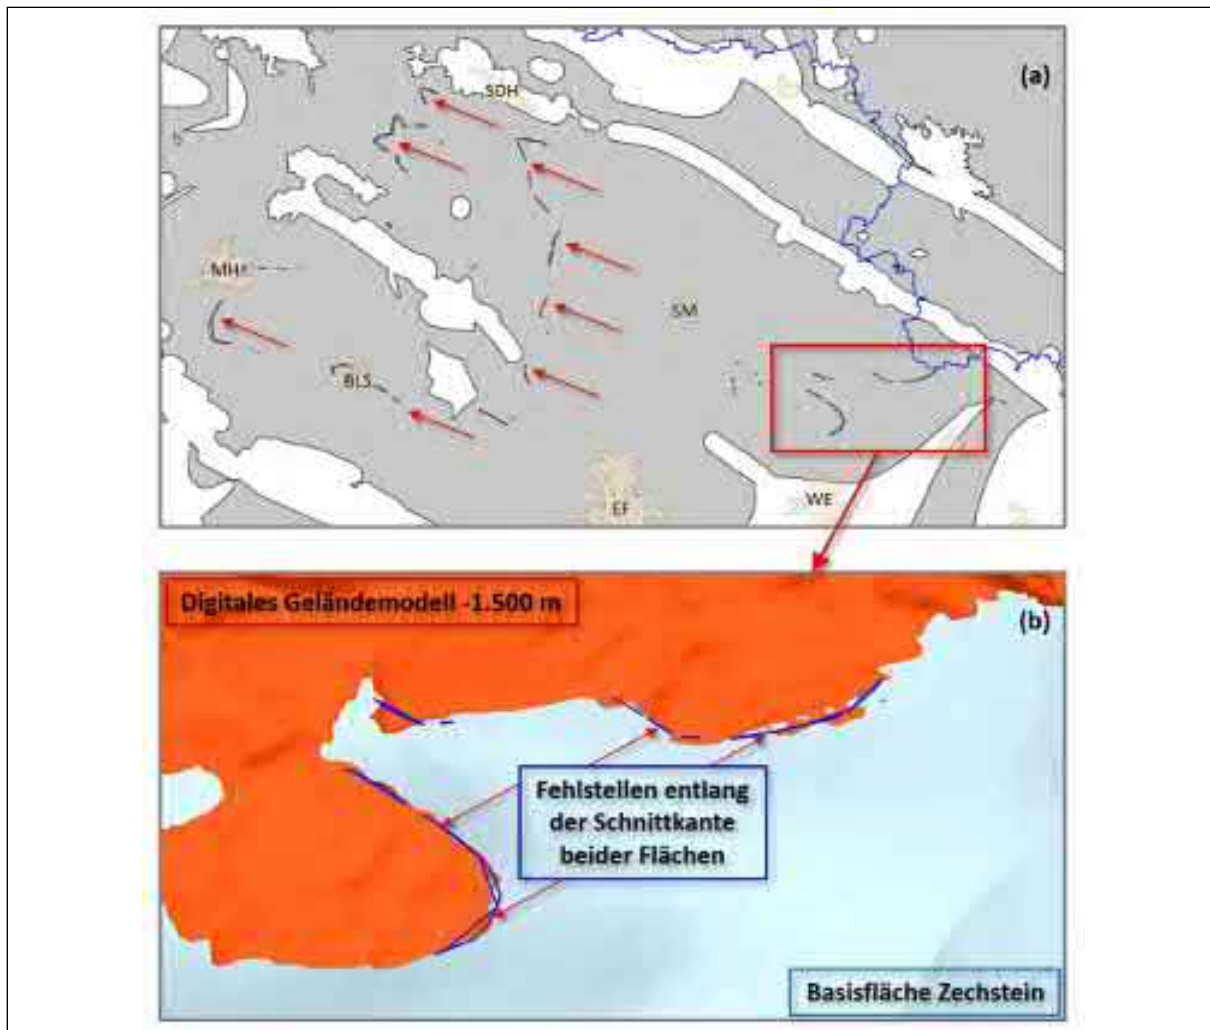 (a)
SDH
MH
SM
BLS
EF
WE
Digitales Geländemodell -1.500 m
(b)
Fehlstellen entlang
der Schnittkante
beider Flächen
Basisfläche Zechstein